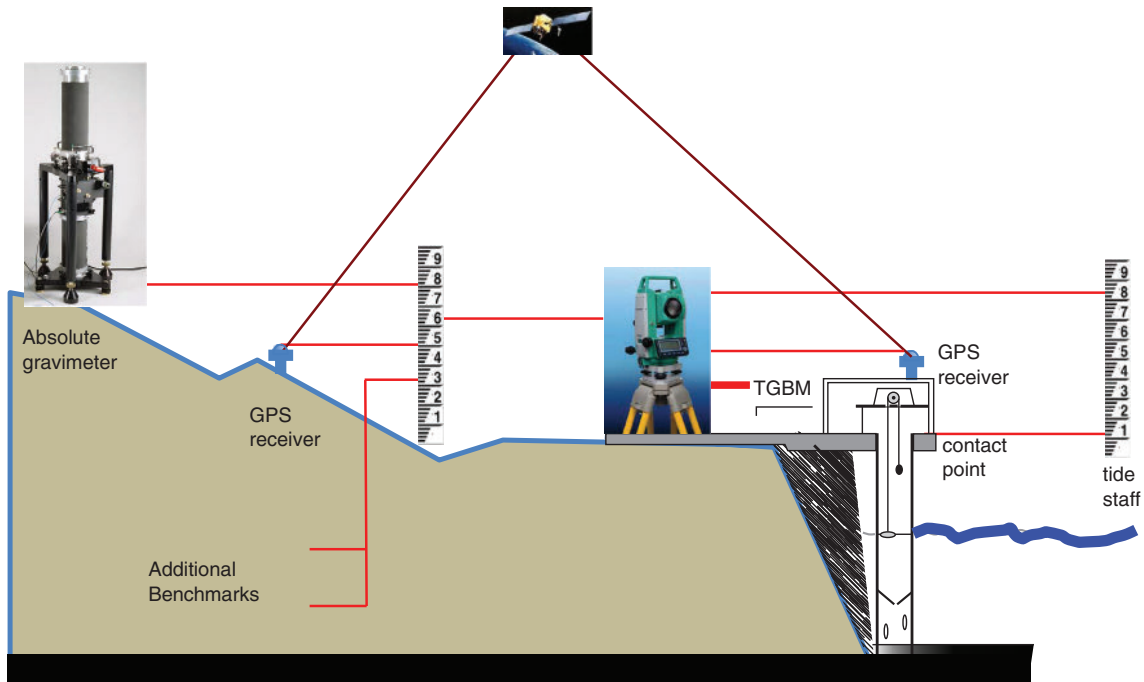 Absolute
gravimeter
GPS
receiver
Additional
Benchmarks
9
8
7
6
5
4
3
2
1
TGBM
GPS
receiver
contact
point
9
8
7
6
5
4
3
2
1
tide
staff